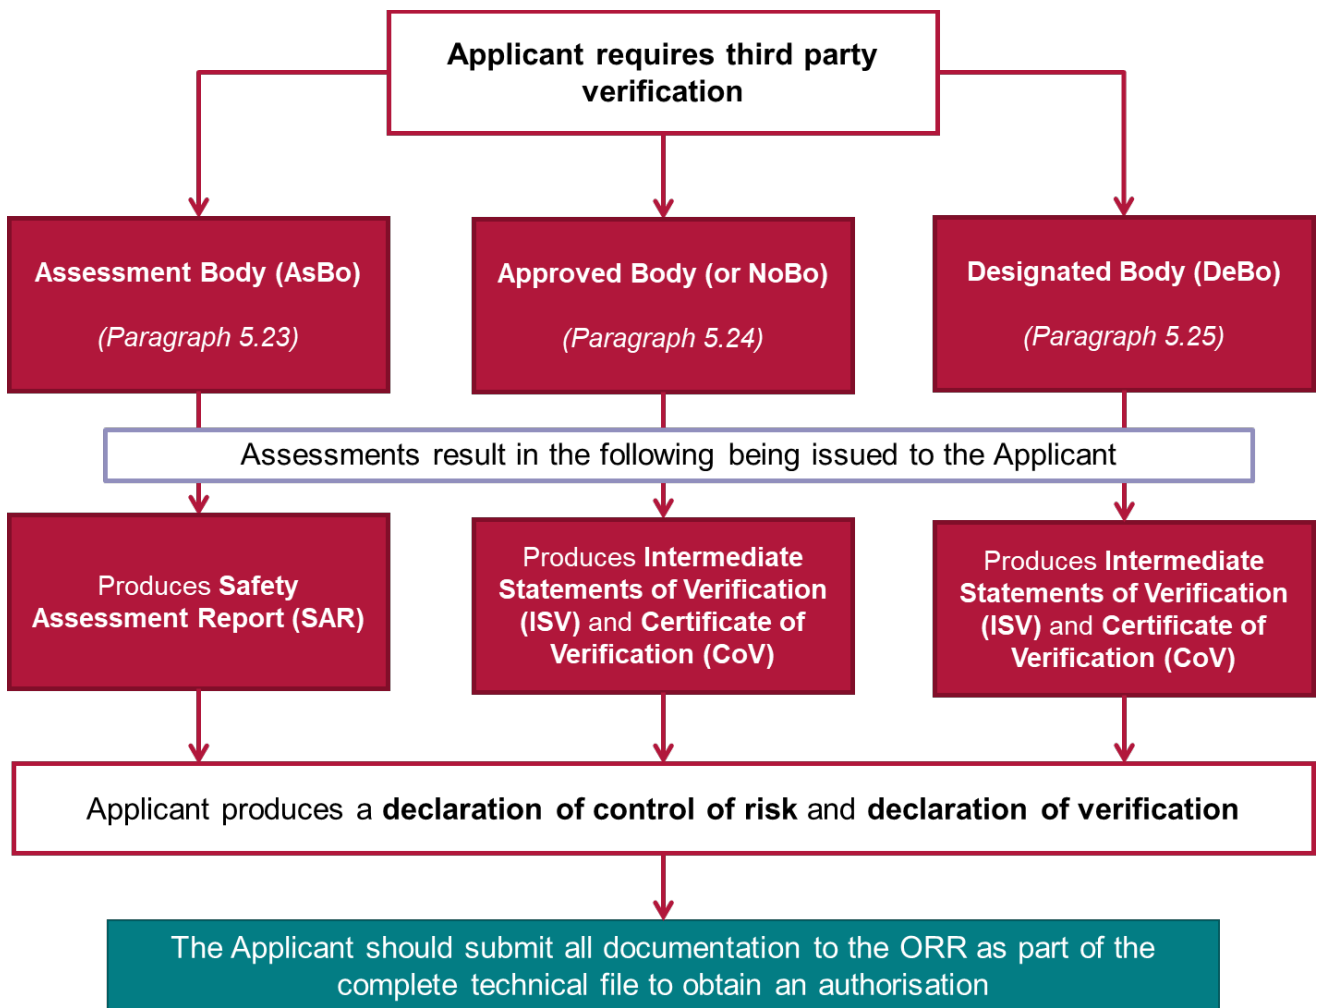 Applicant requires third party
verification
Assessment Body (AsBo)
(Paragraph 5.23)
Approved Body (or NoBo)
(Paragraph 5.24)
Designated Body (DeBo)
(Paragraph 5.25)
Assessments result in the following being issued to the Applicant
Produces Safety
Assessment Report (SAR)
Produces Intermediate
Statements of Verification
(ISV) and Certificate of
Verification (CoV)
Produces Intermediate
Statements of Verification
(ISV) and Certificate of
Verification (CoV)
Applicant produces a declaration of control of risk and declaration of verification
The Applicant should submit all documentation to the ORR as part of the
complete technical file to obtain an authorisation